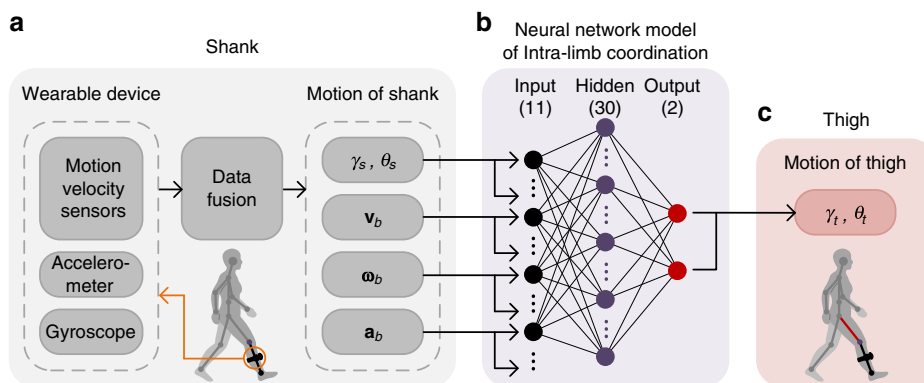 a
Shank
Wearable device
Motion
velocity
sensors
Accelero-
meter
Gyroscope
Data
fusion
Motion of shank
γs , θs
vb
ωb
ab
b
Neural network model
of Intra-limb coordination
Input
(11)
Hidden
(30)
Output
(2)
c
Thigh
Motion of thigh
γt , θt